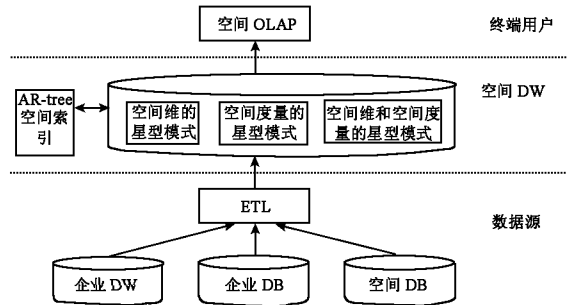 空间 OLAP
终端用户
AR-tree
空间索
引
空间维的
星型模式
空间度量的
星型模式
空间维和空间度
量的星型模式
空间 DW
ETL
数据源
企业 DW
企业 DB
空间 DB